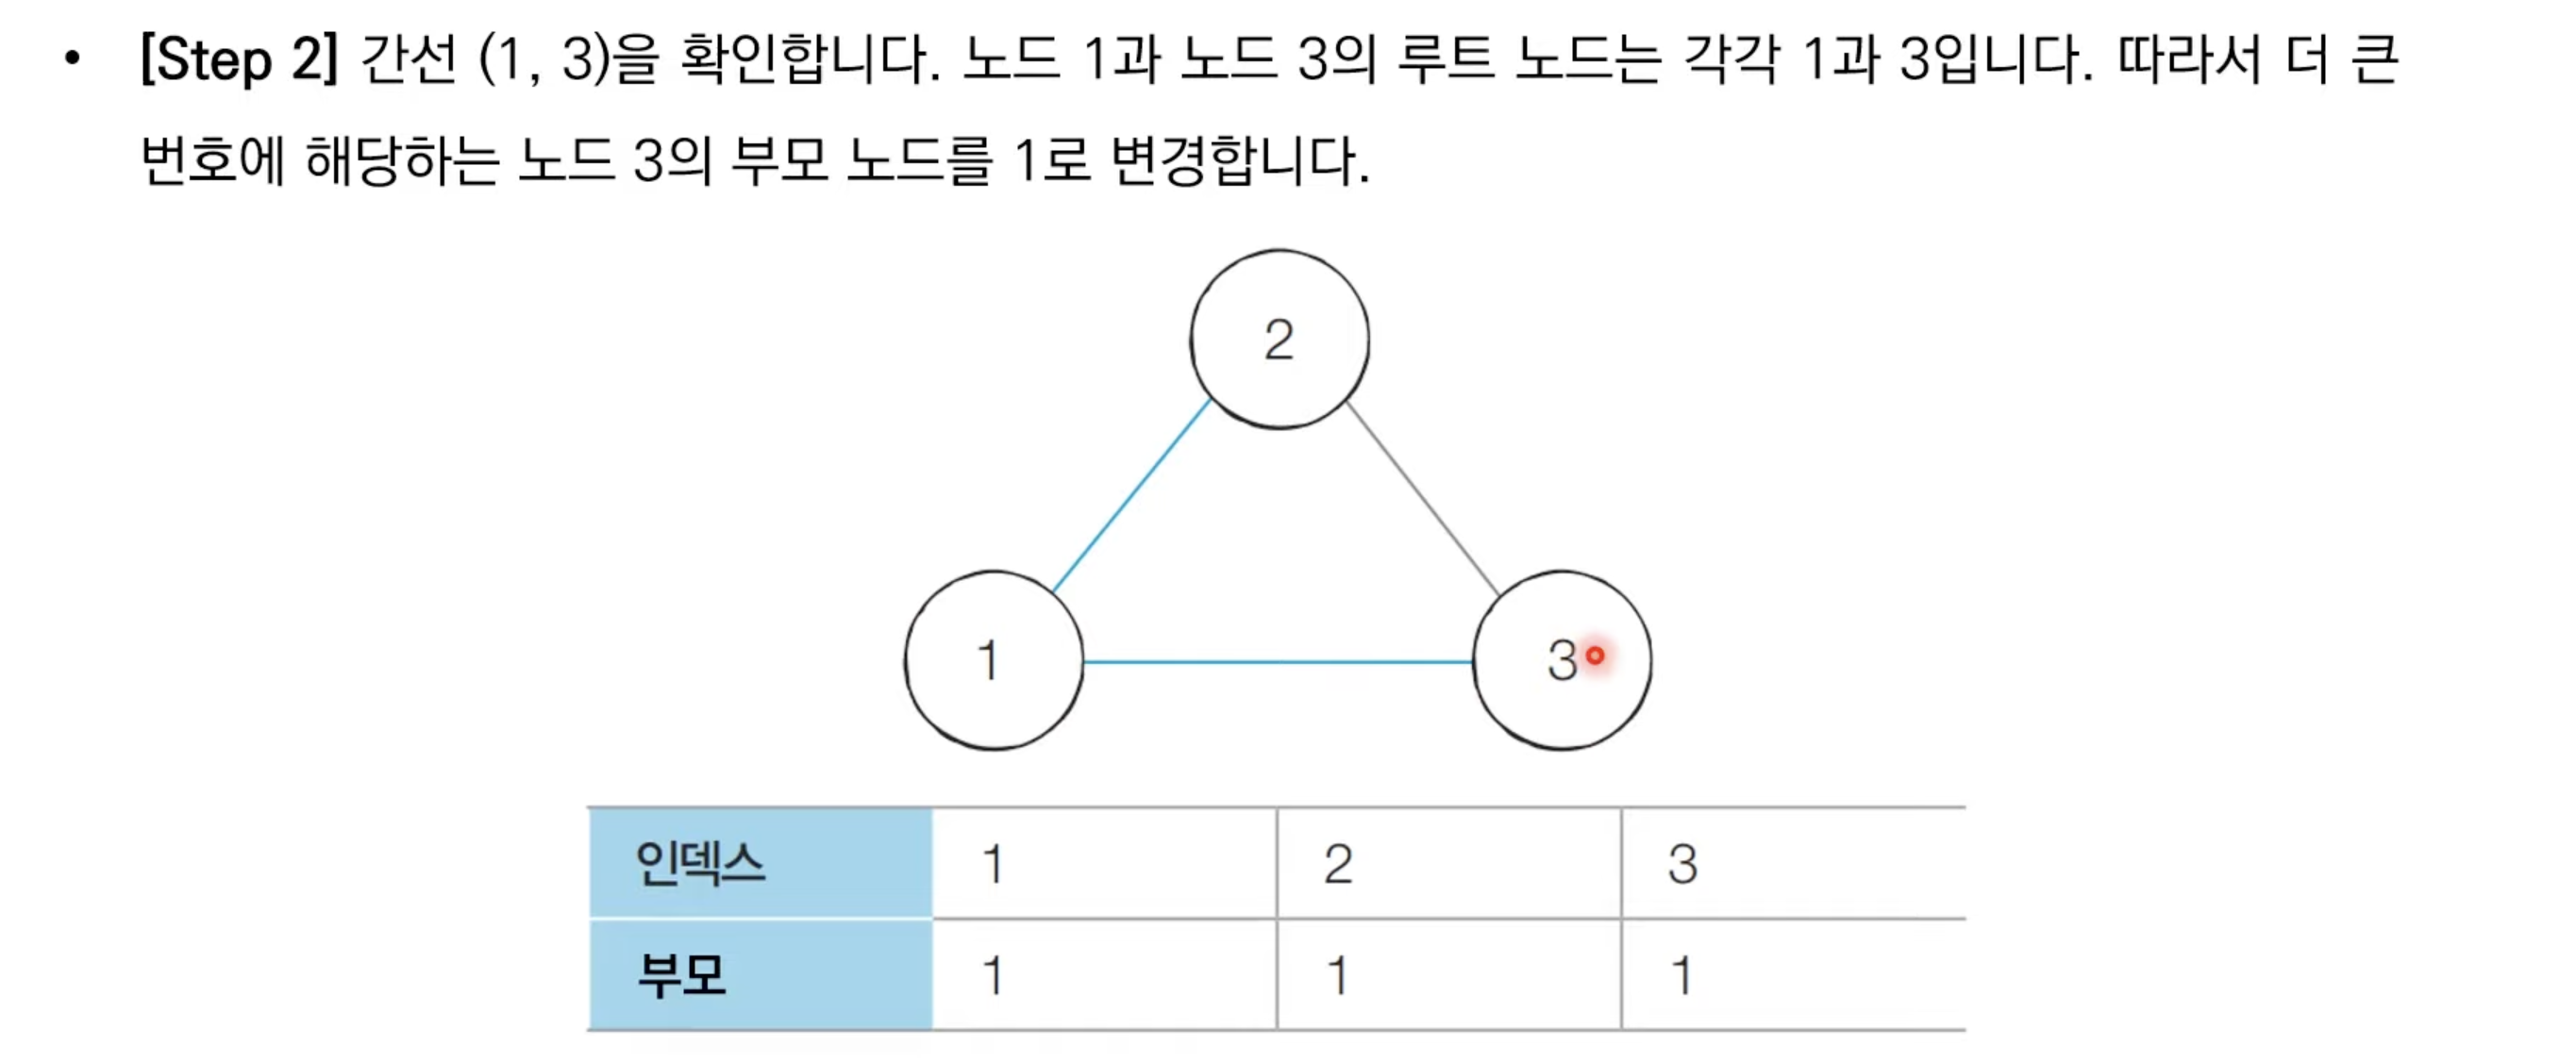 • [Step 2] 간선 (1, 3)을 확인합니다. 노드 1과 노드 3의 루트 노드는 각각 1과 3입니다. 따라서 더 큰
번호에 해당하는 노드 3의 부모 노드를 1로 변경합니다.
2
1 3
인덱스 1 2 3
부모 1 1 1